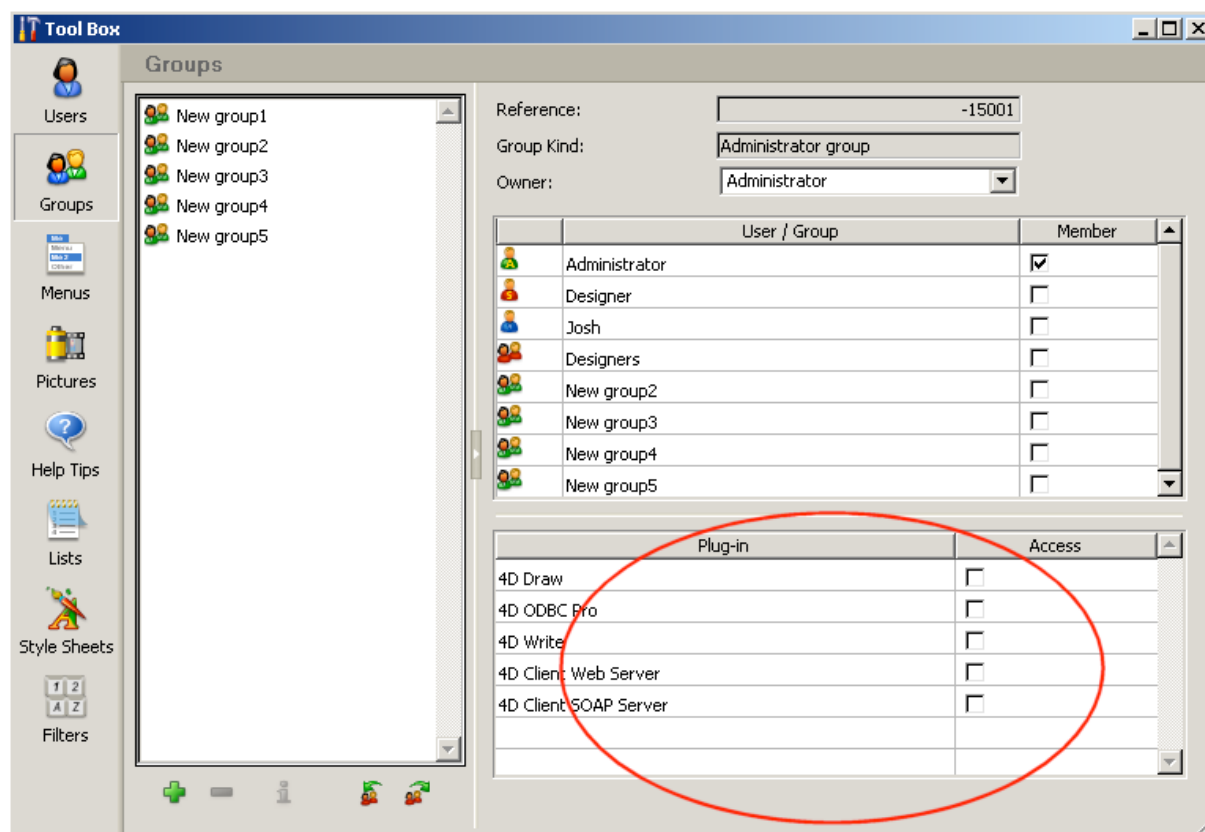 Tool Box
Users
Groups
Menus
Pictures
Help Tips
Lists
Style Sheets
Filters
Groups
New group1
New group2
New group3
New group4
New group5
Reference: -15001
Group Kind: Administrator group
Owner: Administrator
User / Group Member
Administrator
Designer
Josh
Designers
New group2
New group3
New group4
New group5
Plug-in Access
4D Draw
4D ODBC Pro
4D Write
4D Client Web Server
4D Client SOAP Server